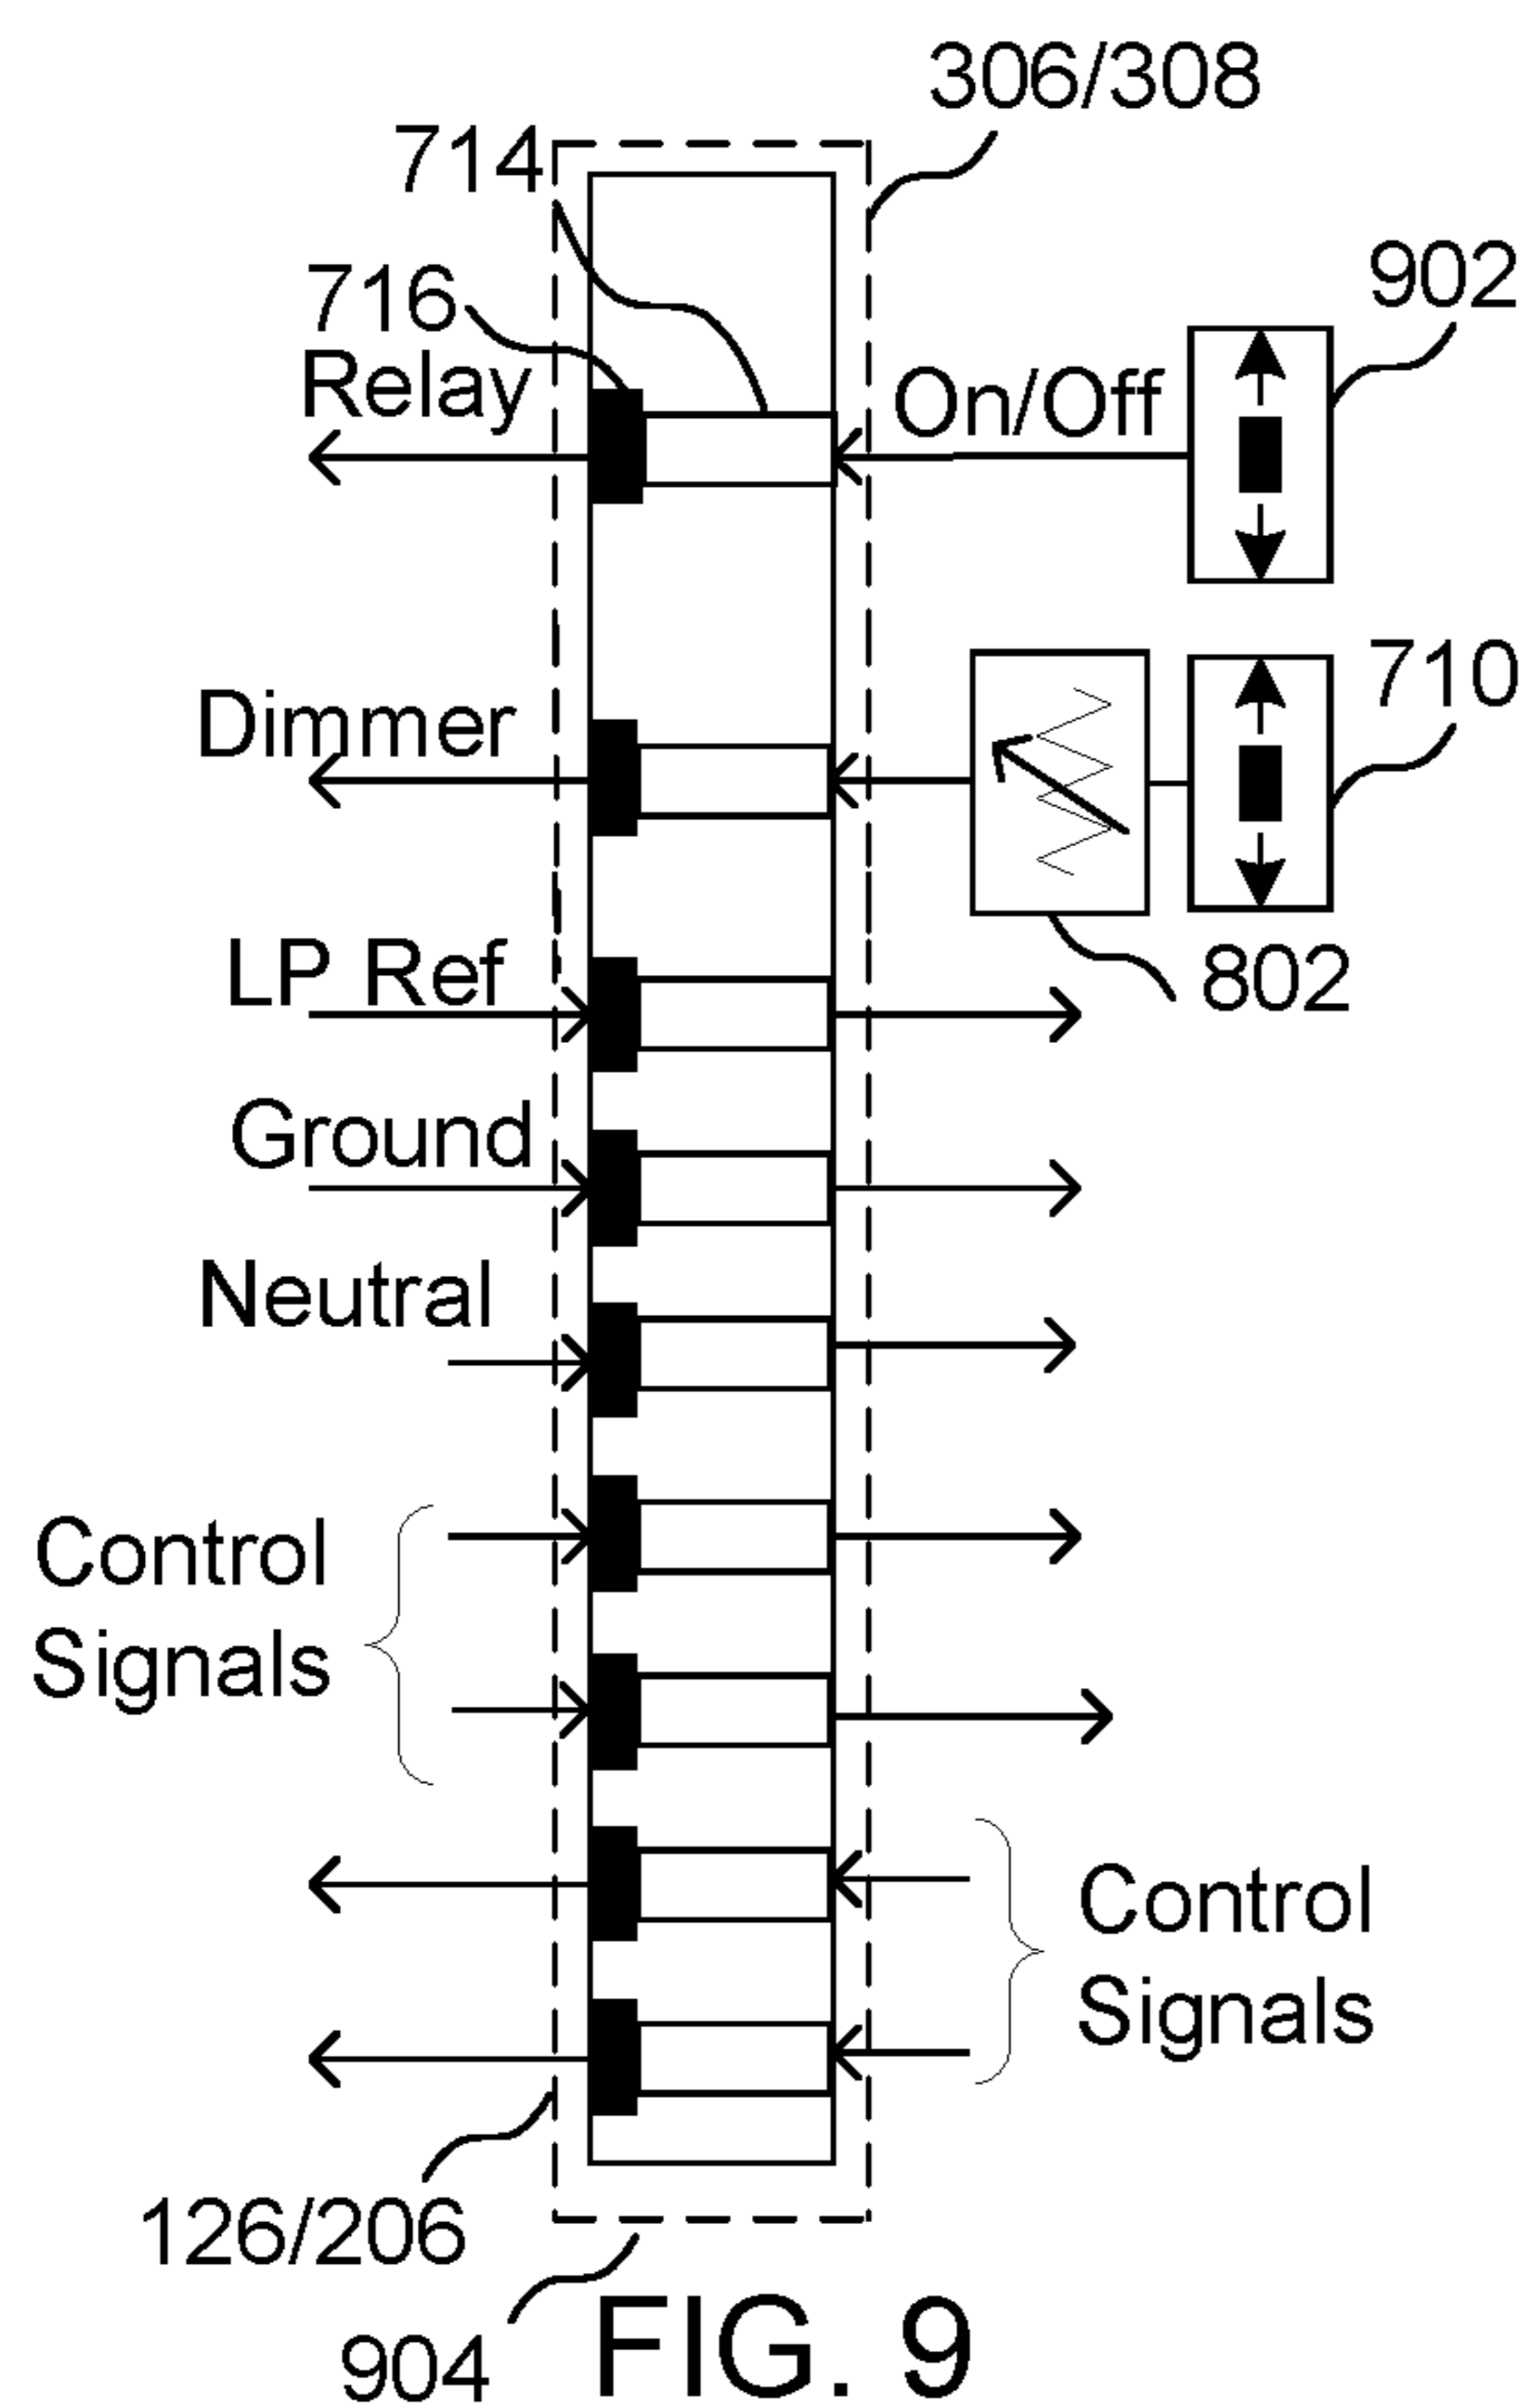 306/308
714
902
716
Relay
On/Off
710
Dimmer
LP Ref
802
Ground
Neutral
Control
Signals
Control
Signals
126/206
904
FIG. 9